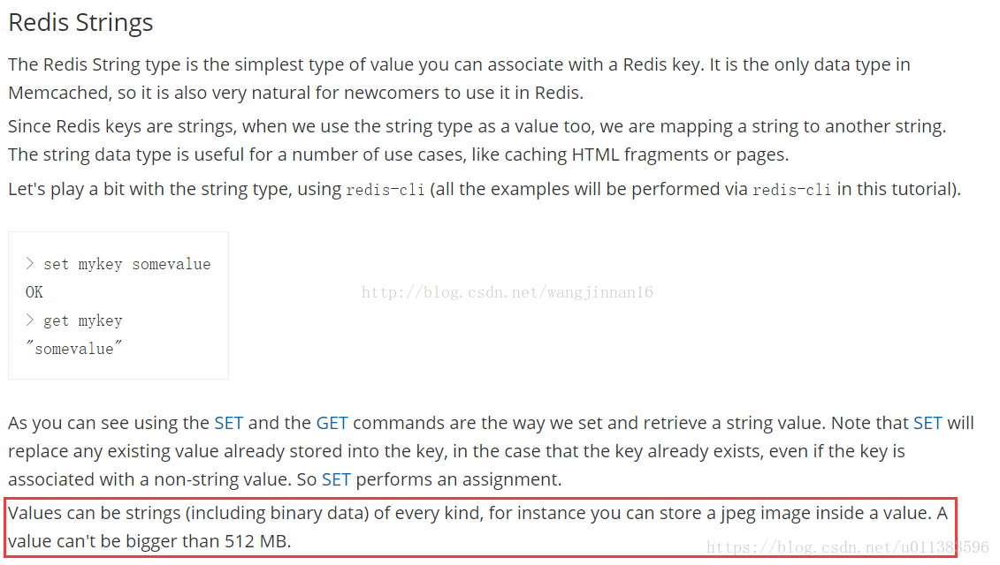 Redis Strings
The Redis String type is the simplest type of value you can associate with a Redis key. It is the only data type in
Memcached, so it is also very natural for newcomers to use it in Redis.
Since Redis keys are strings, when we use the string type as a value too, we are mapping a string to another string.
The string data type is useful for a number of use cases, like caching HTML fragments or pages.
Let's play a bit with the string type, using redis-cli (all the examples will be performed via redis-cli in this tutorial).
> set mykey somevalue
OK
http://blog.csdn.net/wangjinnan16
> get mykey
"somevalue"
As you can see using the SET and the GET commands are the way we set and retrieve a string value. Note that SET will
replace any existing value already stored into the key, in the case that the key already exists, even if the key is
associated with a non-string value. So SET performs an assignment.
Values can be strings (including binary data) of every kind, for instance you can store a jpeg image inside a value. A
value can't be bigger than 512 MB.
https://blog.csdn.net/u011383596